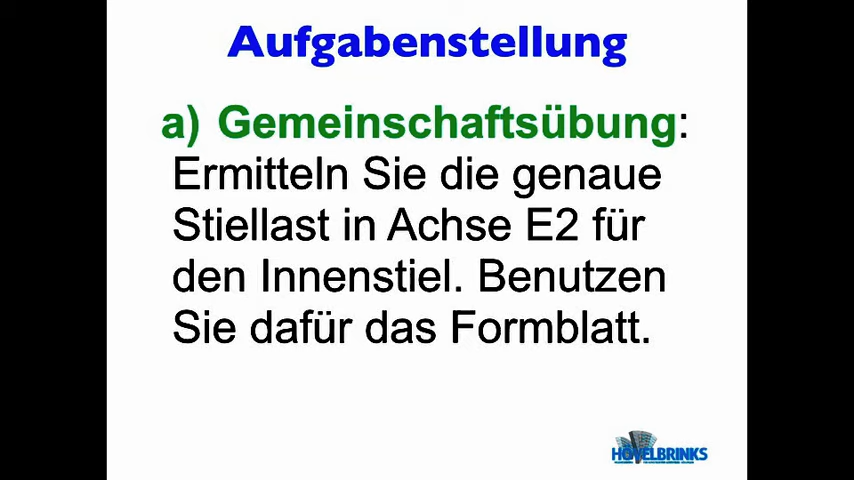 Aufgabenstellung
a) Gemeinschaftsübung:
Ermitteln Sie die genaue
Stiellast in Achse E2 für
den Innenstiel. Benutzen
Sie dafür das Formblatt.
HÖVELBRINKS